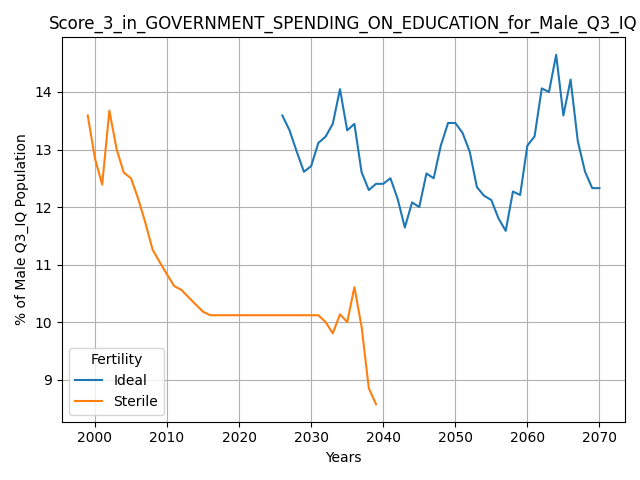 Score_3_in_GOVERNMENT_SPENDING_ON_EDUCATION_for_Male_Q3_IQ
% of Male Q3_IQ Population
14
13
12
11
10
9
Fertility
Ideal
Sterile
2000 2010 2020 2030 2040 2050 2060 2070
Years